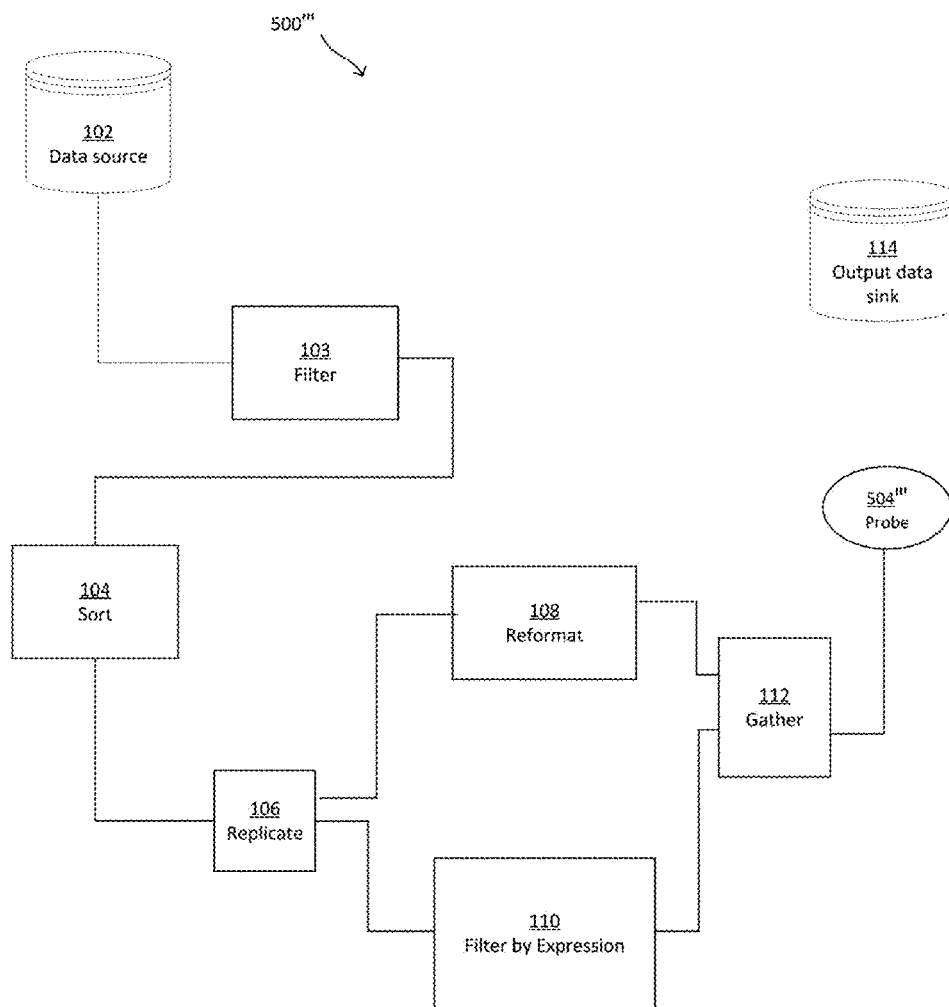 500'''
102
Data source
114
Output data
sink
103
Filter
504'''
Probe
104
Sort
108
Reformat
112
Gather
106
Replicate
110
Filter by Expression